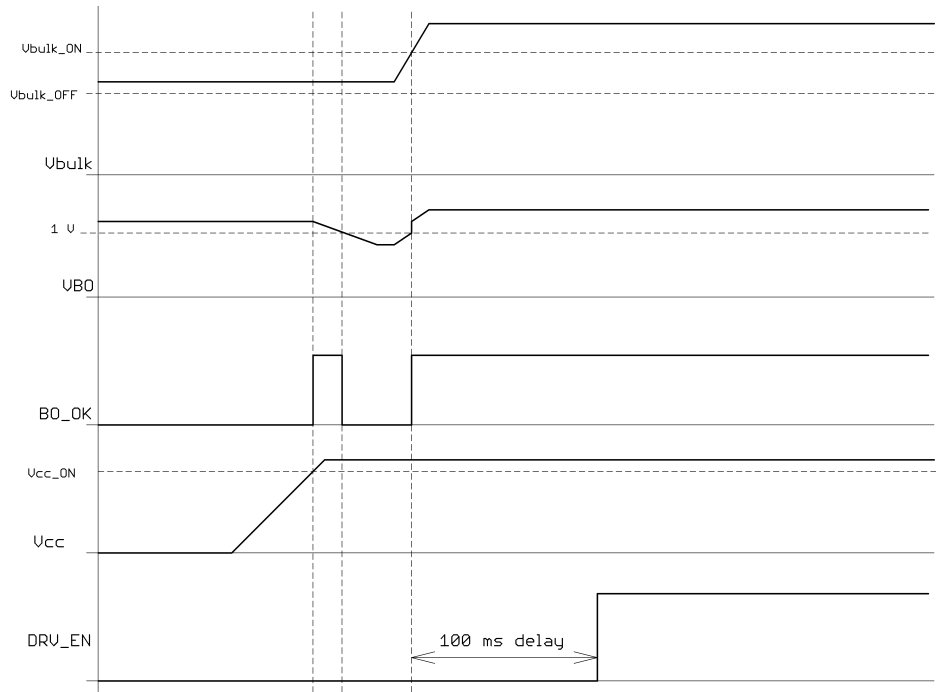 Vbulk_ON
Vbulk_OFF
Vbulk
1 V
VBO
BO_OK
Vcc_ON
Vcc
DRV_EN
100 ms delay